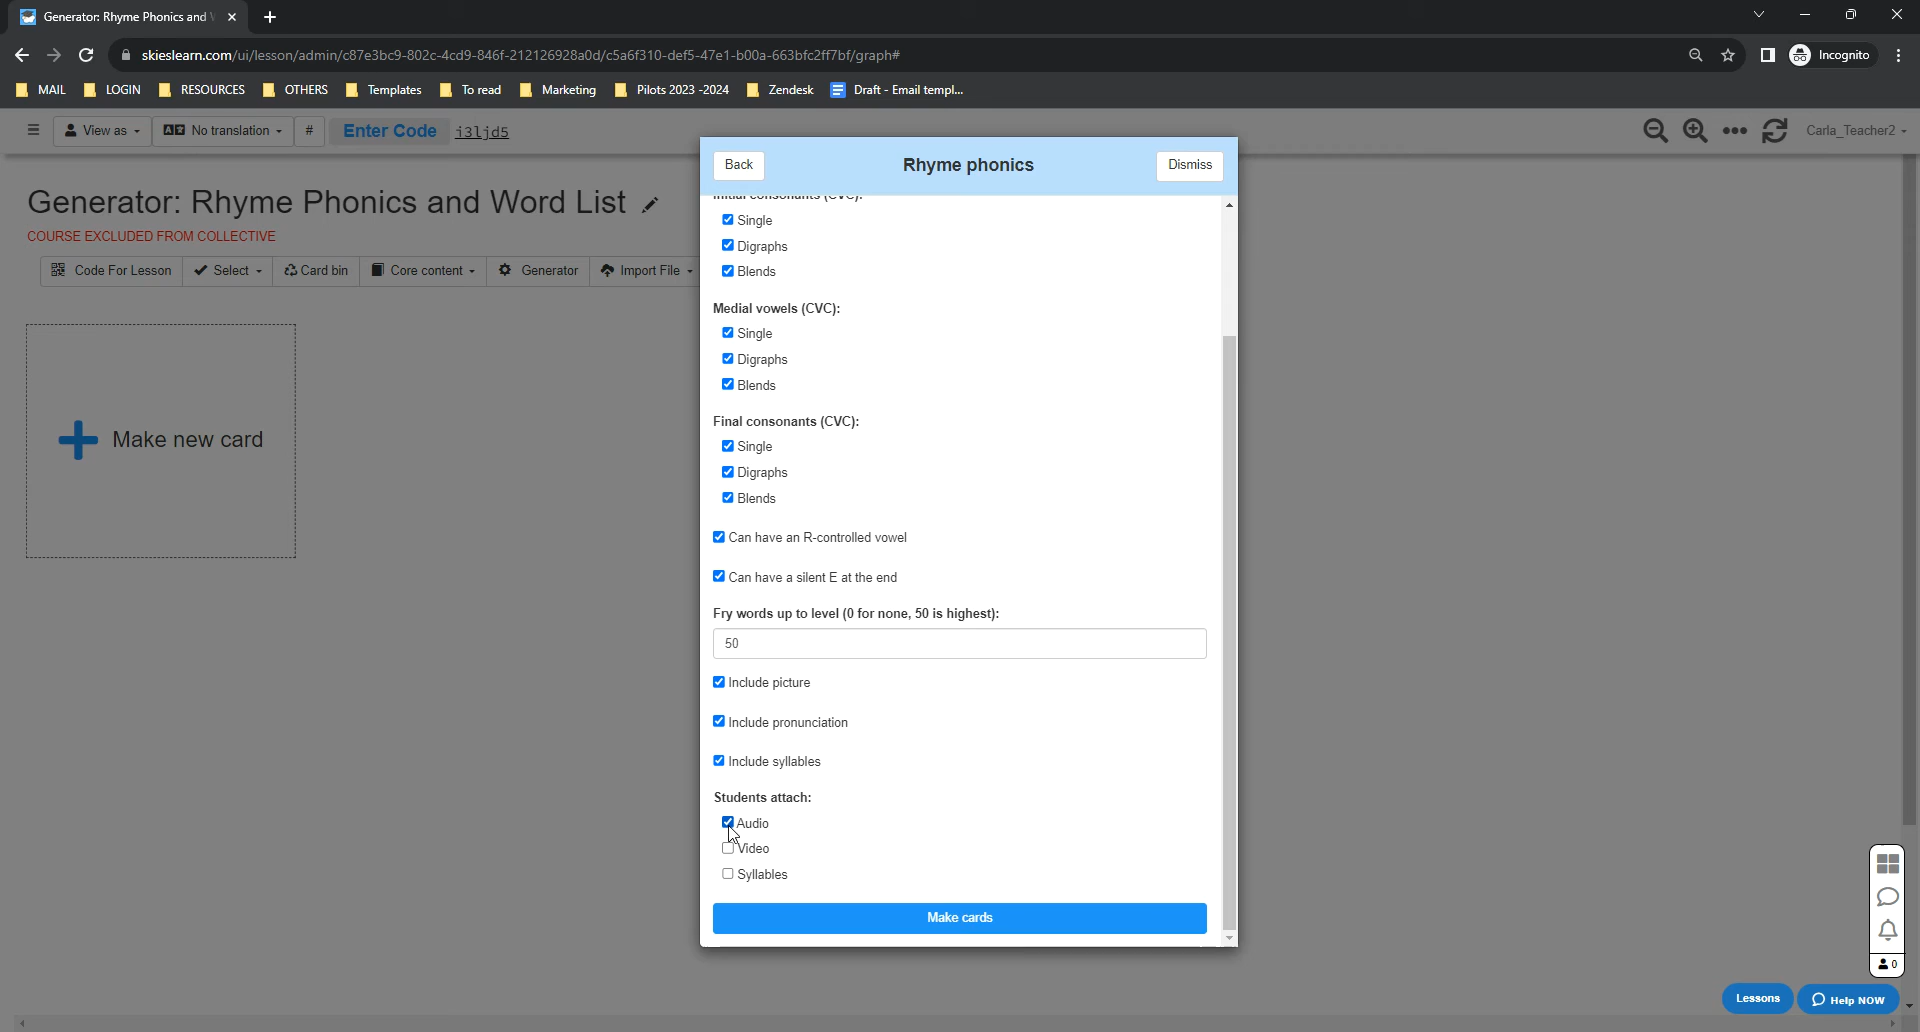 Generator: Rhyme Phonics and
skieslearn.com/ui/lesson/admin/c87e3bc9-802c-4cd9-846f-212126928a0d/c5a6f310-def5-47e1-b00a-663bfc2ff7bf/graph#
Incognito
MAIL LOGIN RESOURCES OTHERS Templates To read Marketing Pilots 2023 -2024 Zendesk Draft - Email templ...
View as No translation # Enter Code i3ljd5 Carla_Teacher2
Back Rhyme phonics Dismiss
Generator: Rhyme Phonics and Word List
COURSE EXCLUDED FROM COLLECTIVE
Code For Lesson Select Card bin Core content Generator Import File
Make new card
Initial consonants (CVC):
Single
Digraphs
Blends
Medial vowels (CVC):
Single
Digraphs
Blends
Final consonants (CVC):
Single
Digraphs
Blends
Can have an R-controlled vowel
Can have a silent E at the end
Fry words up to level (0 for none, 50 is highest):
50
Include picture
Include pronunciation
Include syllables
Students attach:
Audio
Video
Syllables
Make cards
0
Lessons Help NOW